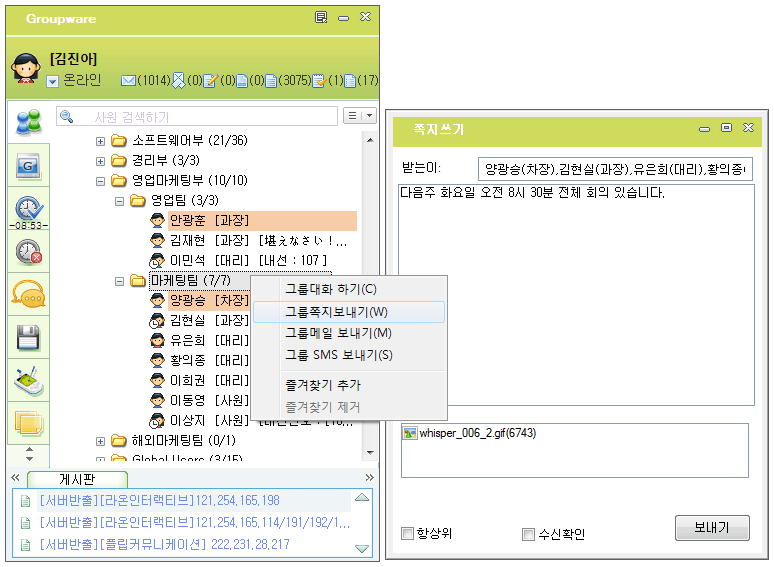 Groupware
[김진아]
온라인 (1014) (0) (0) (0) (3075) (1) (17)
사원 검색하기
소프트웨어부 (21/36)
경리부 (3/3)
영업마케팅부 (10/10)
영업팀 (3/3)
안광훈 [과장]
김재현 [과장] [堪えなさい!...
이민석 [대리] [내선 : 107 ]
마케팅팀 (7/7)
양광승 [차장]
김현실 [과장]
유은희 [대리]
황의종 [대리]
이희권 [대리]
이동영 [사원]
이상지 [사원]
해외마케팅팀 (0/1)
Global Users (3/15)
-08:53-
그룹대화 하기(C)
그룹쪽지보내기(W)
그룹메일 보내기(M)
그룹 SMS 보내기(S)
즐겨찾기 추가
즐겨찾기 제거
게시판
[서버반출][라온인터랙티브]121,254,165,198
[서버반출][라온인터랙티브]121,254,165,114/191/192/1...
[서버반출][플립커뮤니케이션] 222,231,28,217
쪽지쓰기
받는이: 양광승(차장),김현실(과장),유은희(대리),황의종(
다음주 화요일 오전 8시 30분 전체 회의 있습니다.
whisper_006_2.gif(6743)
항상위 수신확인 보내기